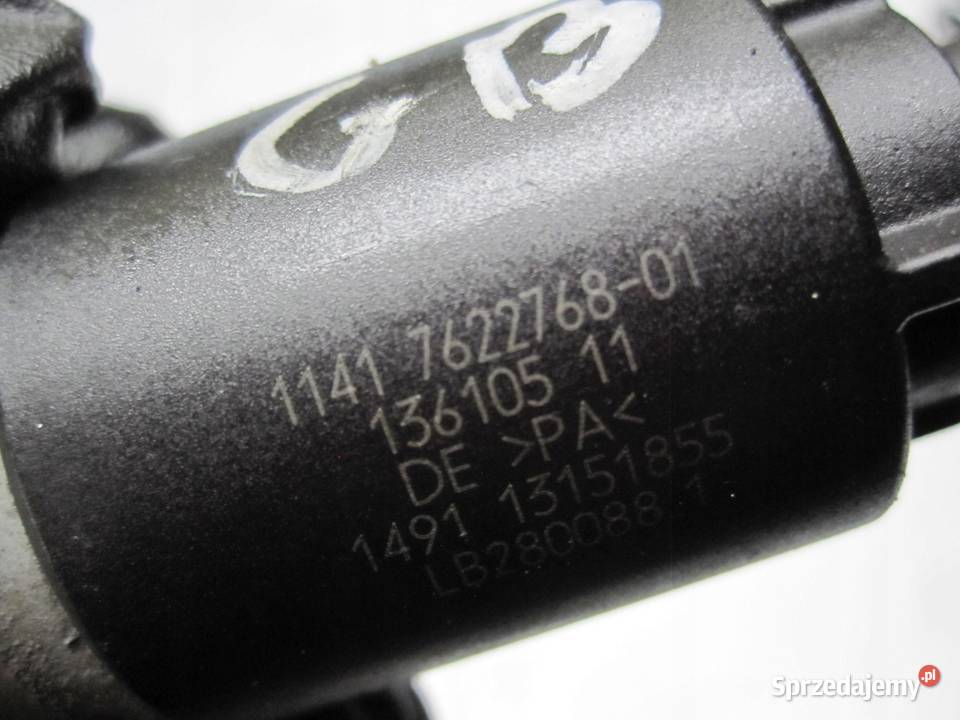 GB
1141 7622768-01
136105 11
DE >PA<
1491 13151855
LB280088 1
Sprzedajemy.pl